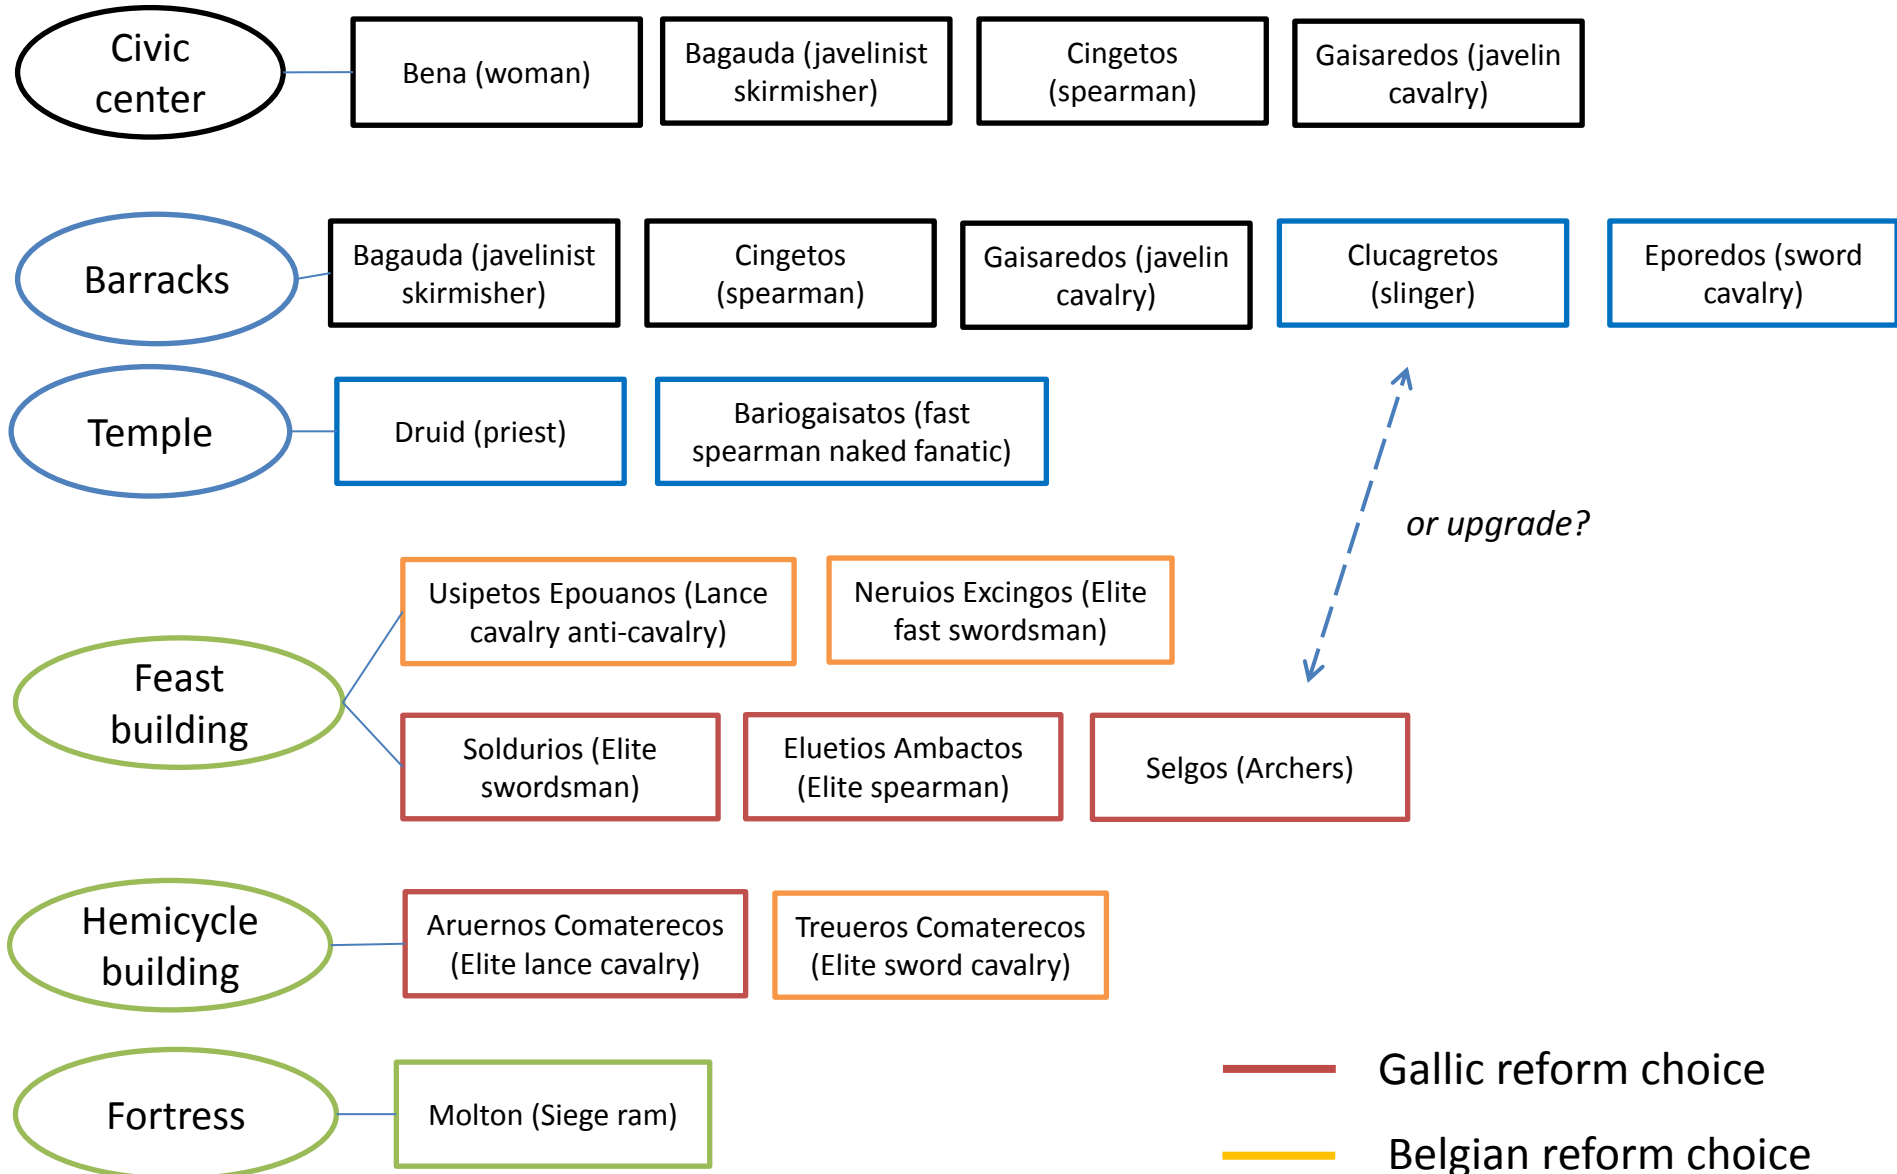 Civic
center
Bena (woman)
Bagauda (javelinist
skirmisher)
Cingetos
(spearman)
Gaisaredos (javelin
cavalry)
Barracks
Bagauda (javelinist
skirmisher)
Cingetos
(spearman)
Gaisaredos (javelin
cavalry)
Clucagretos
(slinger)
Eporedos (sword
cavalry)
Temple
Druid (priest)
Bariogaisatos (fast
spearman naked fanatic)
or upgrade?
Feast
building
Usipetos Epouanos (Lance
cavalry anti-cavalry)
Neruios Excingos (Elite
fast swordsman)
Soldurios (Elite
swordsman)
Eluetios Ambactos
(Elite spearman)
Selgos (Archers)
Hemicycle
building
Aruernos Comaterecos
(Elite lance cavalry)
Treueros Comaterecos
(Elite sword cavalry)
Fortress
Molton (Siege ram)
Gallic reform choice
Belgian reform choice